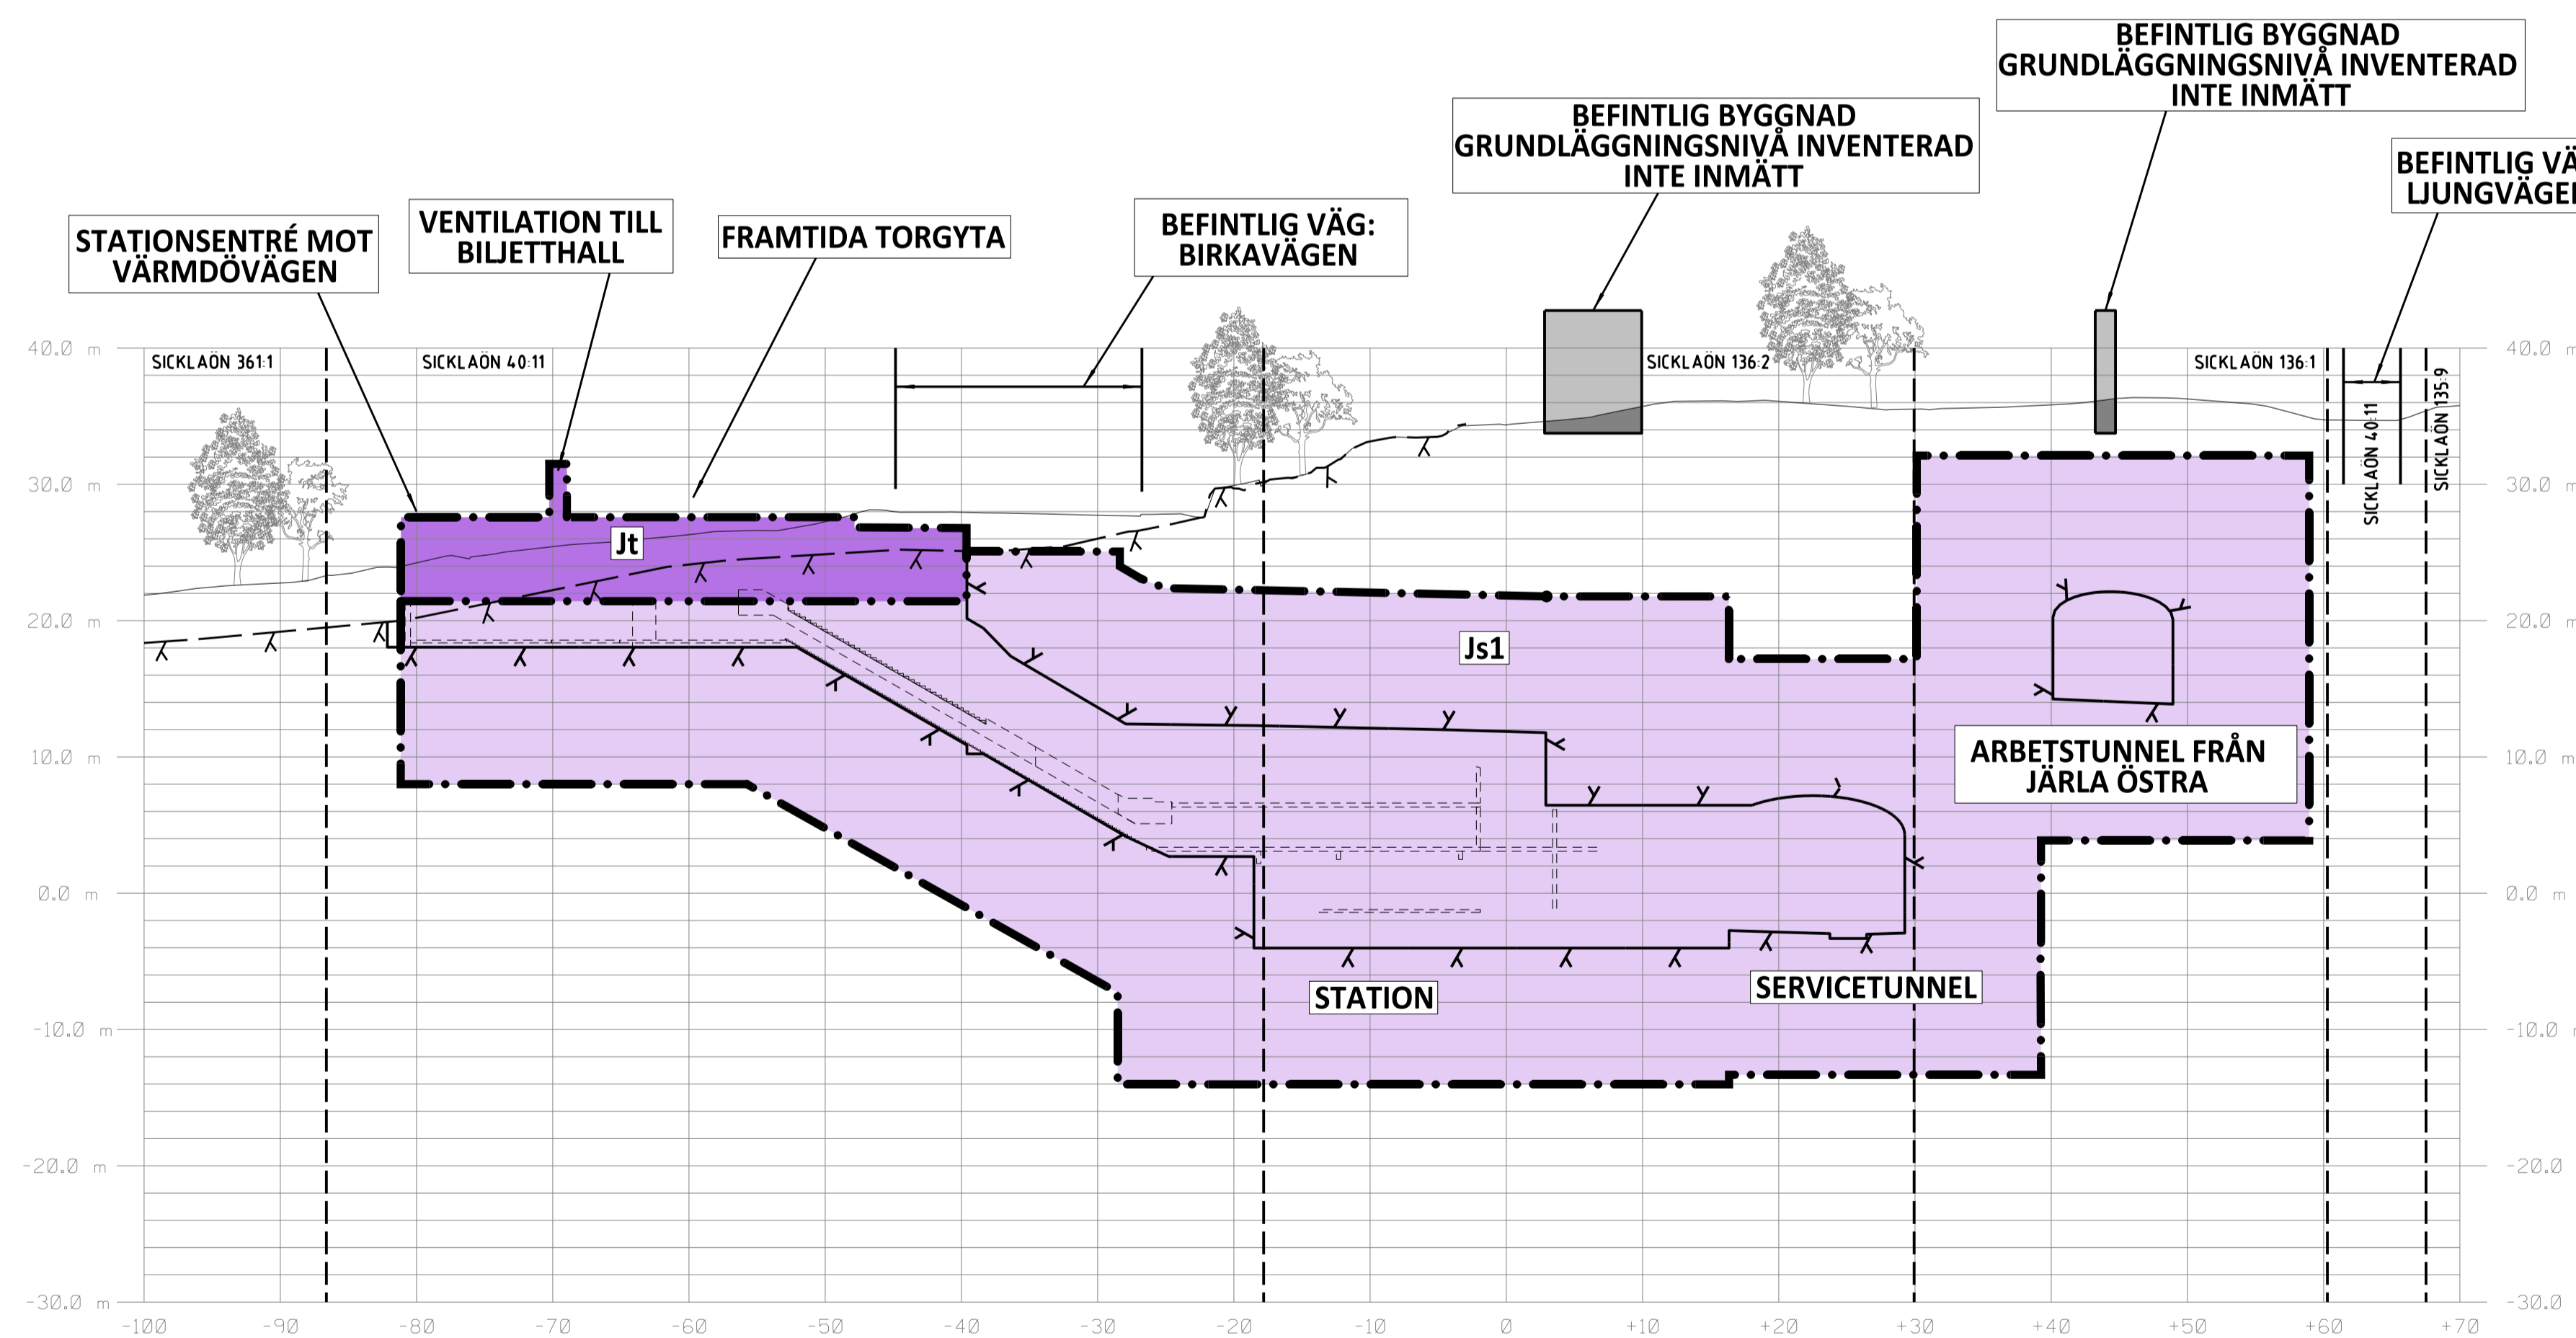 BEFINTLIG BYGGNAD
GRUNDLÄGGNINGSNIVÅ INVENTERAD
INTE INMÄTT
BEFINTLIG BYGGNAD
GRUNDLÄGGNINGSNIVÅ INVENTERAD
INTE INMÄTT
BEFINTLIG VÄ
LJUNGVÄGE
STATIONSENTRÉ MOT
VÄRMDÖVÄGEN
VENTILATION TILL
BILJETTHALL
FRAMTIDA TORGYTA
BEFINTLIG VÄG:
BIRKAVÄGEN
40.0 m
SICKLAÖN 361:1
SICKLAÖN 40:11
SICKLAÖN 136:2
SICKLAÖN 136:1
SICKLAÖN 40:11
SICKLAÖN 135:9
40.0 m
30.0 m
30.0 m
Jt
20.0 m
Js1
20.0 m
10.0 m
ARBETSTUNNEL FRÅN
JÄRLA ÖSTRA
10.0 m
0.0 m
0.0 m
STATION
SERVICETUNNEL
-10.0 m
-10.0 m
-20.0 m
-20.0
-30.0 m
-30.0
-100 -90 -80 -70 -60 -50 -40 -30 -20 -10 0 +10 +20 +30 +40 +50 +60 +70